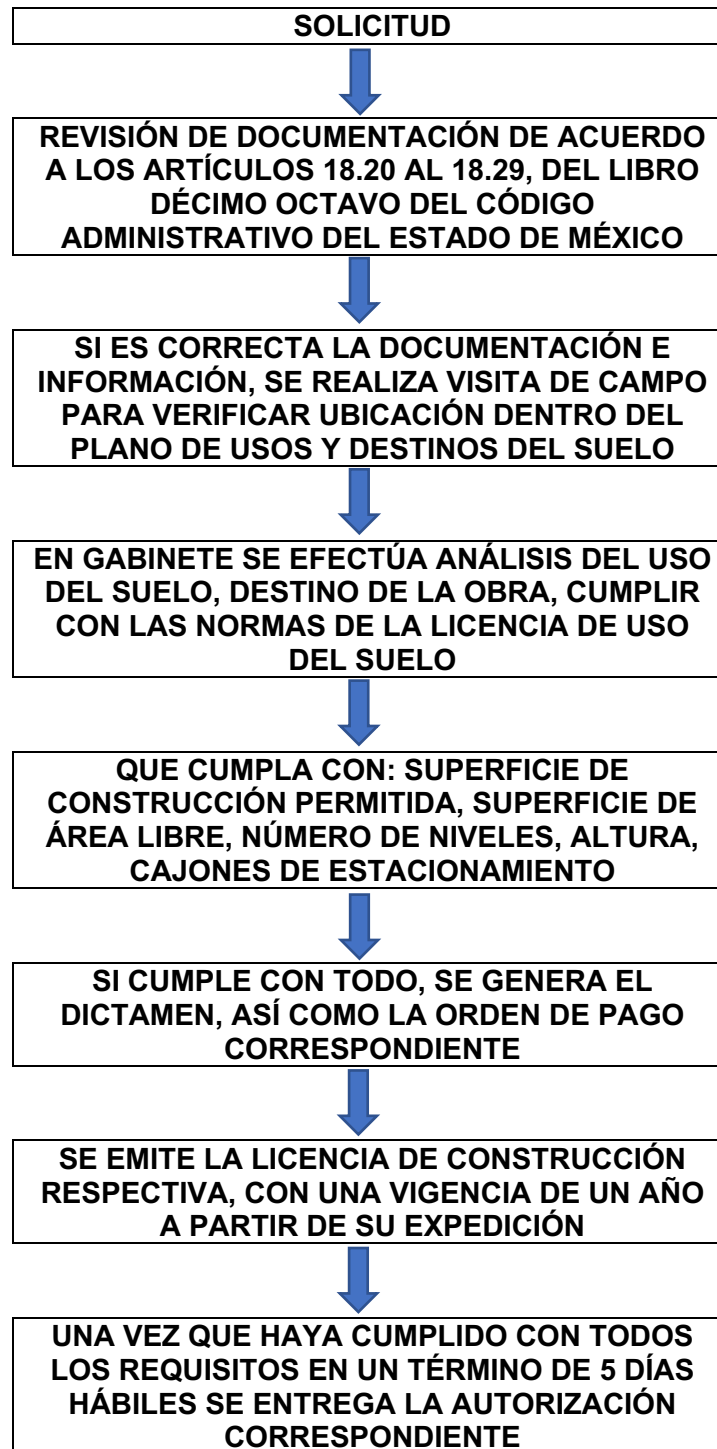 SOLICITUD
REVISIÓN DE DOCUMENTACIÓN DE ACUERDO
A LOS ARTÍCULOS 18.20 AL 18.29, DEL LIBRO
DÉCIMO OCTAVO DEL CÓDIGO
ADMINISTRATIVO DEL ESTADO DE MÉXICO
SI ES CORRECTA LA DOCUMENTACIÓN E
INFORMACIÓN, SE REALIZA VISITA DE CAMPO
PARA VERIFICAR UBICACIÓN DENTRO DEL
PLANO DE USOS Y DESTINOS DEL SUELO
EN GABINETE SE EFECTÚA ANÁLISIS DEL USO
DEL SUELO, DESTINO DE LA OBRA, CUMPLIR
CON LAS NORMAS DE LA LICENCIA DE USO
DEL SUELO
QUE CUMPLA CON: SUPERFICIE DE
CONSTRUCCIÓN PERMITIDA, SUPERFICIE DE
ÁREA LIBRE, NÚMERO DE NIVELES, ALTURA,
CAJONES DE ESTACIONAMIENTO
SI CUMPLE CON TODO, SE GENERA EL
DICTAMEN, ASÍ COMO LA ORDEN DE PAGO
CORRESPONDIENTE
SE EMITE LA LICENCIA DE CONSTRUCCIÓN
RESPECTIVA, CON UNA VIGENCIA DE UN AÑO
A PARTIR DE SU EXPEDICIÓN
UNA VEZ QUE HAYA CUMPLIDO CON TODOS
LOS REQUISITOS EN UN TÉRMINO DE 5 DÍAS
HÁBILES SE ENTREGA LA AUTORIZACIÓN
CORRESPONDIENTE